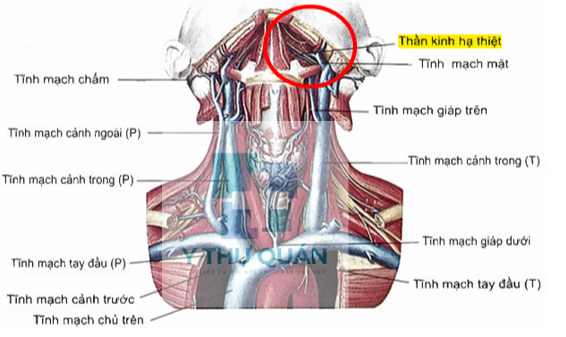 Thần kinh hạ thiệt
Tĩnh mạch mặt
Tĩnh mạch chẩm
Tĩnh mạch giáp trên
Tĩnh mạch cảnh ngoài (P)
Tĩnh mạch cảnh trong (T)
Tĩnh mạch cảnh trong (P)
Tĩnh mạch giáp dưới
Y THƯ QUÁN
Tĩnh mạch tay đầu (P)
Tĩnh mạch tay đầu (T)
Tĩnh mạch cảnh trước
Tĩnh mạch chủ trên